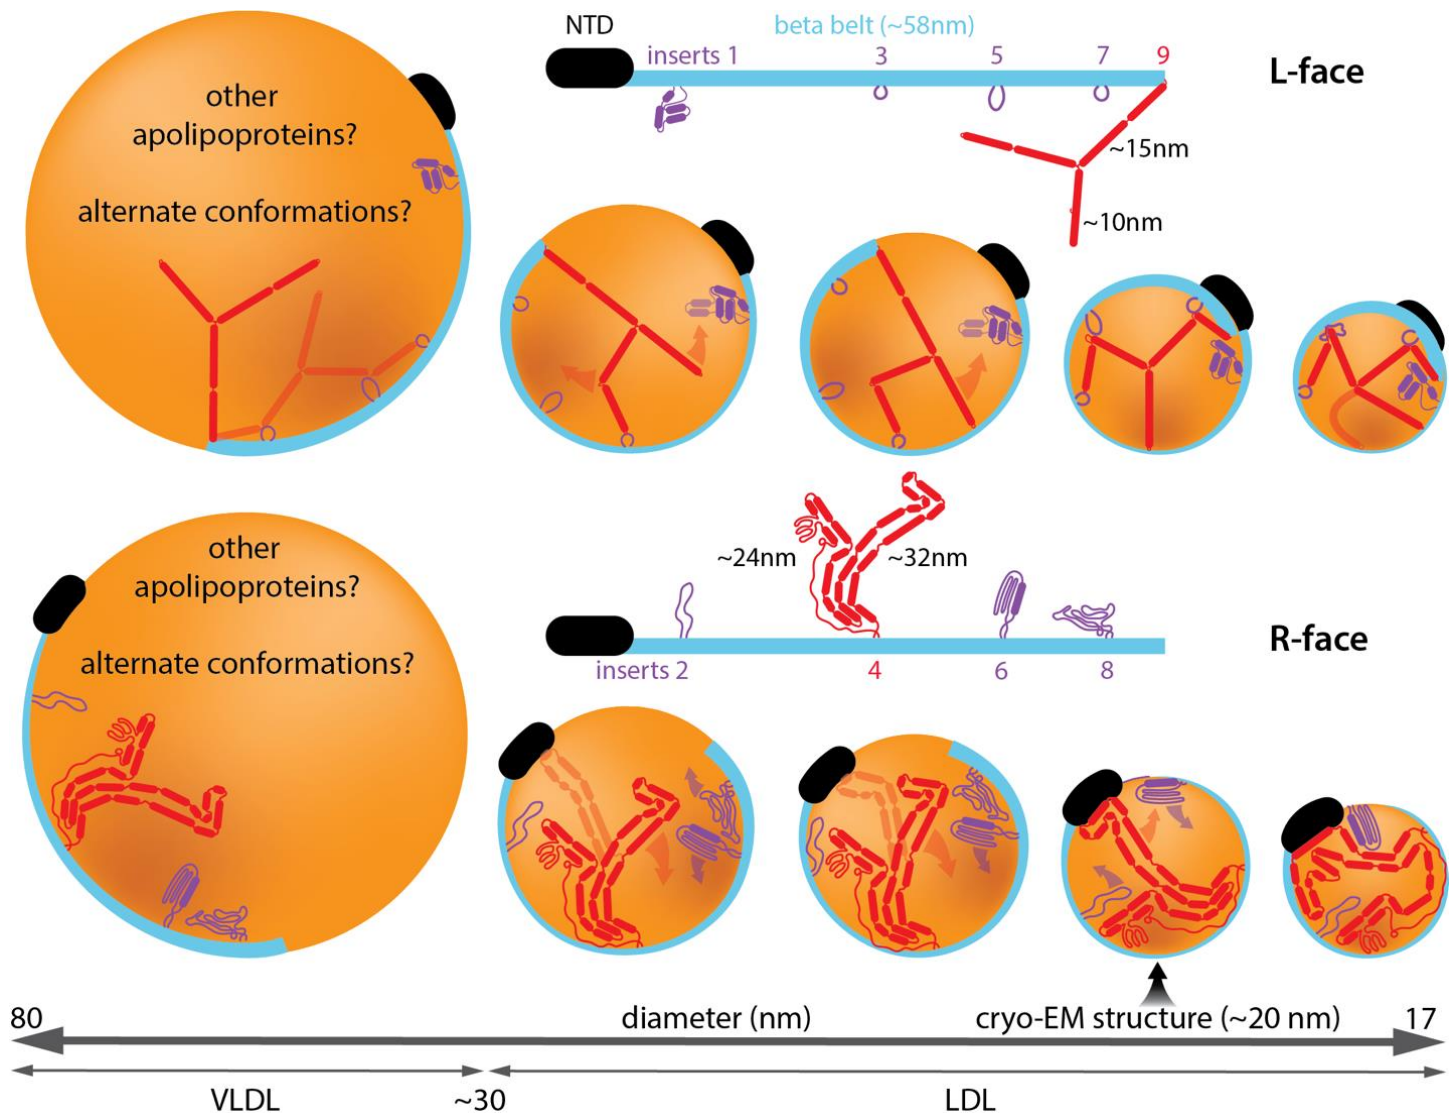 NTD
beta belt (~58nm)
inserts 1
3
5
7
9
L-face
other
apolipoproteins?
alternate conformations?
~15nm
~10nm
other
apolipoproteins?
alternate conformations?
~24nm
~32nm
R-face
inserts 2
4
6
8
80
diameter (nm)
cryo-EM structure (~20 nm)
17
VLDL
~30
LDL